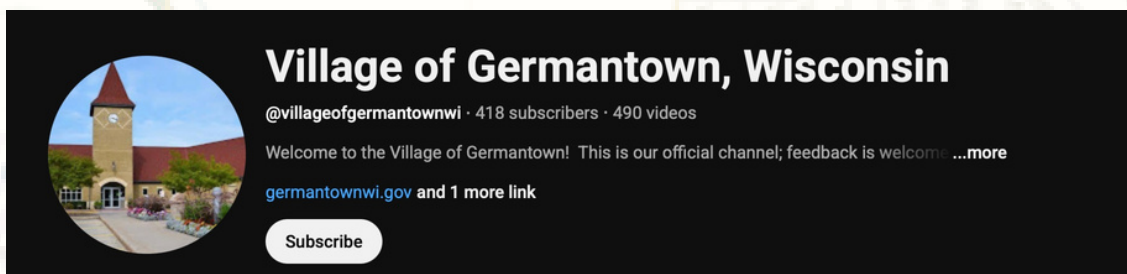 Village of Germantown, Wisconsin
@villageofgermantownwi · 418 subscribers · 490 videos
Welcome to the Village of Germantown! This is our official channel; feedback is welcome ...more
germantownwi.gov and 1 more link
Subscribe